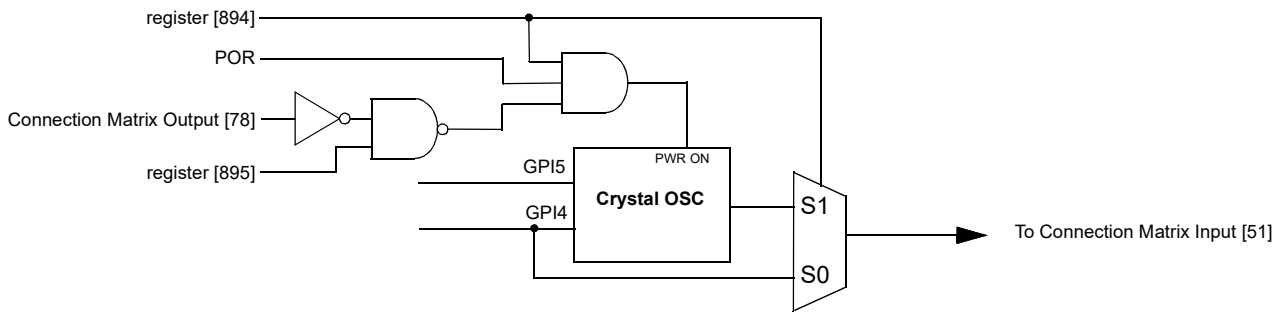 register [894]
POR
Connection Matrix Output [78]
register [895]
PWR ON
GPI5
Crystal OSC
S1
GPI4
To Connection Matrix Input [51]
S0